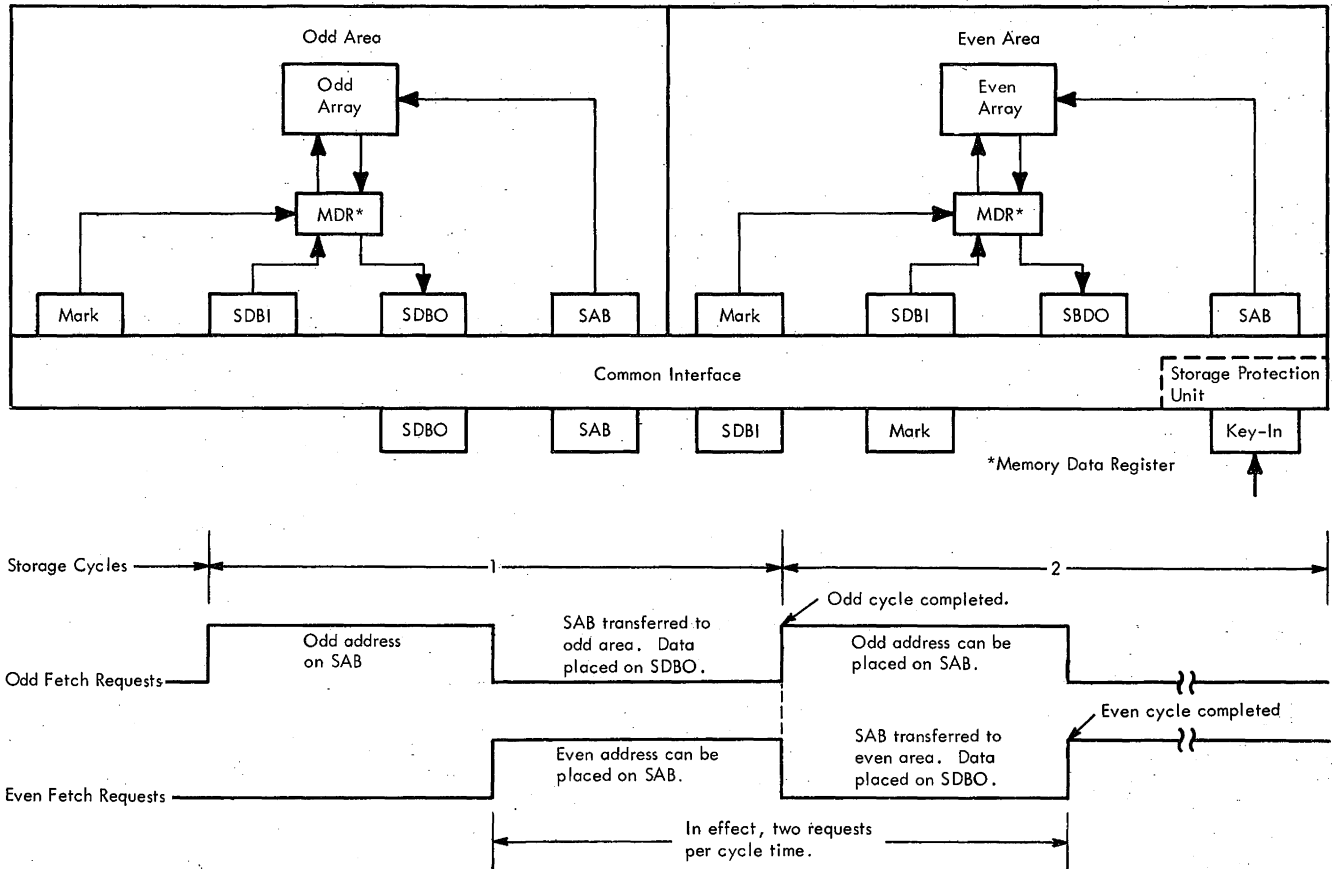 Odd Area
Even Area
Odd
Array
Even
Array
MDR*
MDR*
Mark
SDBI
SDBO
SAB
Mark
SDBI
SBDO
SAB
Common Interface
Storage Protection
Unit
SDBO
SAB
SDBI
Mark
Key-In
*Memory Data Register
Storage Cycles
1
2
Odd cycle completed.
Odd address
on SAB
SAB transferred to
odd area. Data
placed on SDBO.
Odd address can be
placed on SAB.
Odd Fetch Requests
Even cycle completed
Even address can be
placed on SAB.
SAB transferred to
even area. Data
placed on SDBO.
Even Fetch Requests
In effect, two requests
per cycle time.